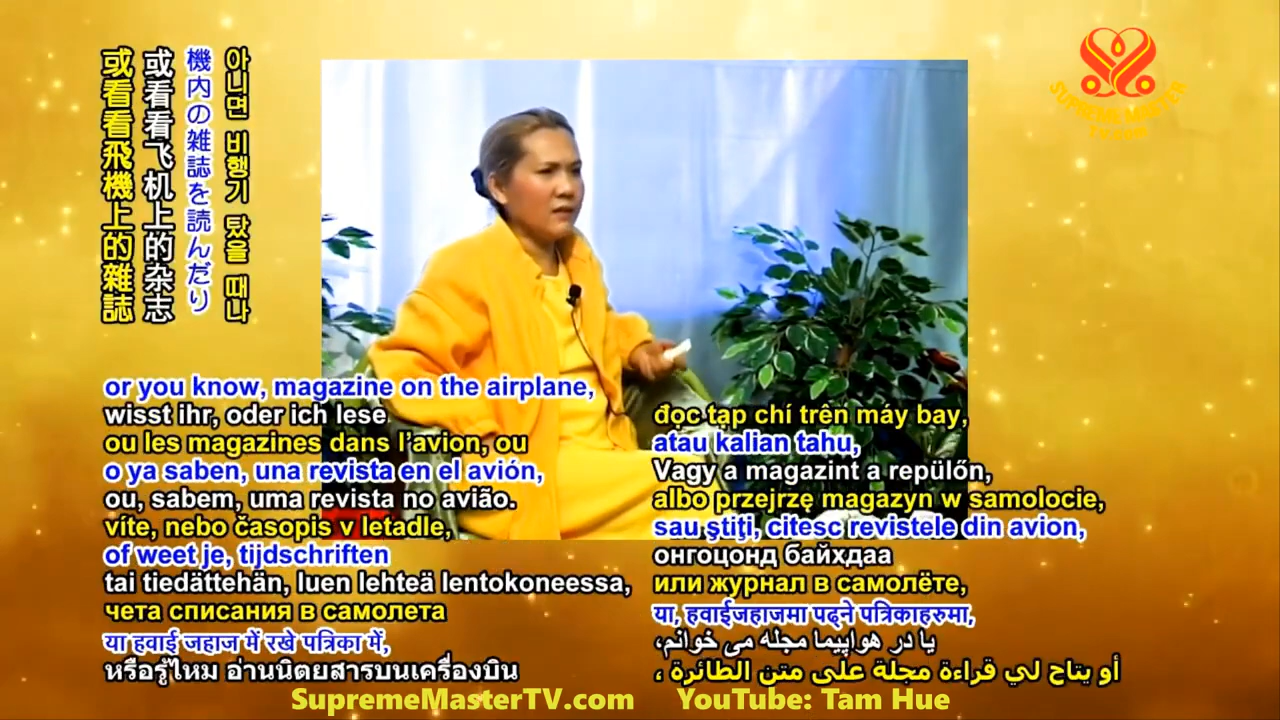 아니면 비행기 탔을 때나
機内の雑誌を読んだり
或看看飞机上的杂志
或看看飛機上的雜誌
SUPREME MASTER
TV.COM
or you know, magazine on the airplane,
wisst ihr, oder ich lese
ou les magazines dans l'avion, ou
o ya saben, una revista en el avión,
ou, sabem, uma revista no avião.
víte, nebo časopis v letadle,
of weet je, tijdschriften
tai tiedättehän, luen lehteä lentokoneessa,
чета списания в самолета
या हवाई जहाज में रखे पत्रिका में,
หรือรู้ไหม อ่านนิตยสารบนเครื่องบิน
đọc tạp chí trên máy bay,
atau kalian tahu,
Vagy a magazint a repülőn,
albo przejrzę magazyn w samolocie,
sau ştiţi, citesc revistele din avion,
онгоцонд байхдаа
или журнал в самолёте,
या, हवाईजहाजमा पढ्ने पत्रिकाहरुमा,
یا در هواپیما مجله می خوانم،
أو يتاح لي قراءة مجلة على متن الطائرة ،
SupremeMasterTV.com
YouTube: Tam Hue